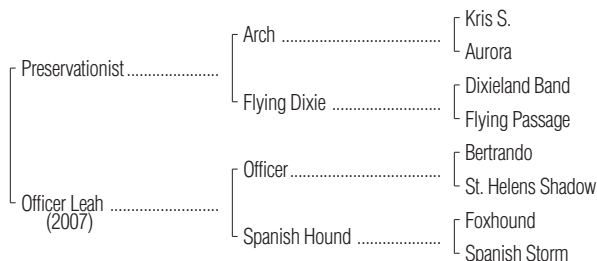 Kris S.
Arch ................................................
Aurora
Preservationist...........................
Dixieland Band
Flying Dixie .................................
Flying Passage
Bertrando
Officer..............................................
St. Helens Shadow
Officer Leah ................................
(2007)
Foxhound
Spanish Hound .........................
Spanish Storm